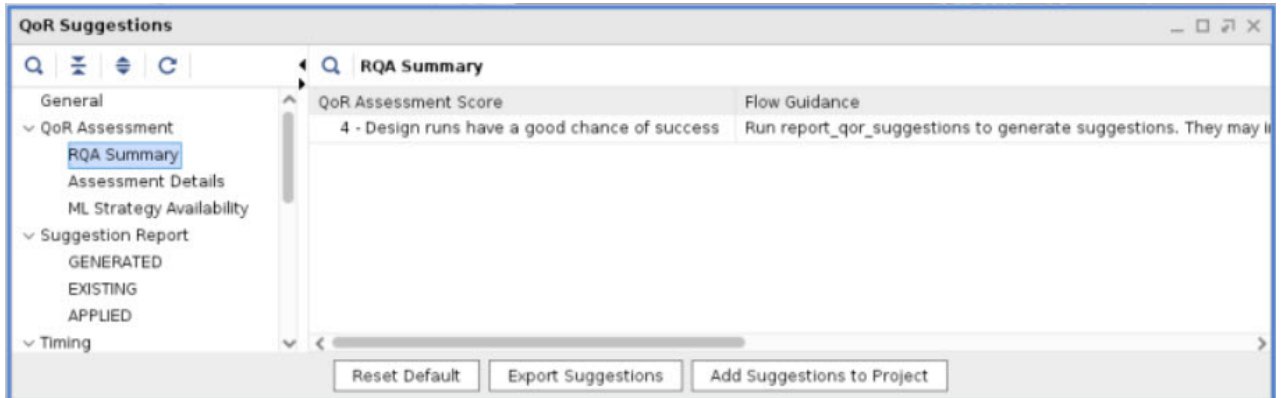 QoR Suggestions
RQA Summary
General
QoR Assessment
RQA Summary
Assessment Details
ML Strategy Availability
Suggestion Report
GENERATED
EXISTING
APPLIED
Timing
QoR Assessment Score Flow Guidance
4 - Design runs have a good chance of success Run report_qor_suggestions to generate suggestions. They may
Reset Default Export Suggestions Add Suggestions to Project